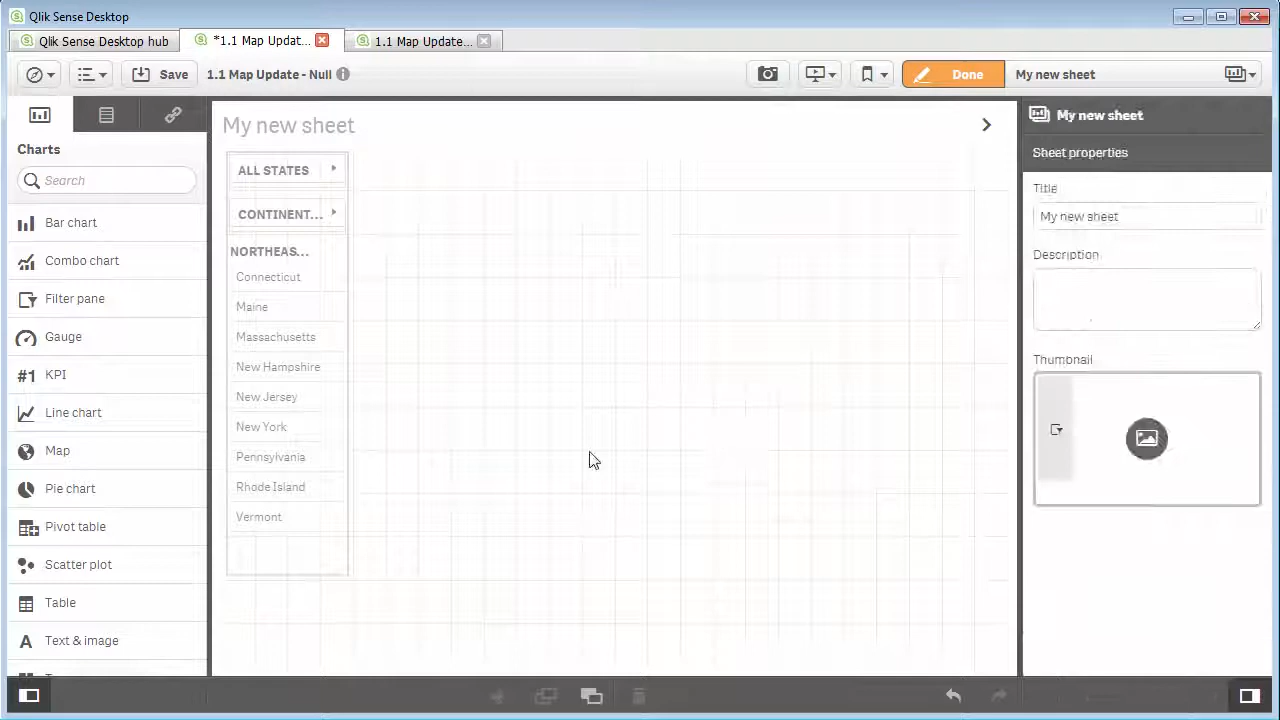 Qlik Sense Desktop
Qlik Sense Desktop hub
*1.1 Map Updat...
1.1 Map Update...
Save
1.1 Map Update - Null
Done
My new sheet
Charts
Search
Bar chart
Combo chart
Filter pane
Gauge
#1 KPI
Line chart
Map
Pie chart
Pivot table
Scatter plot
Table
A Text & image
My new sheet
ALL STATES
CONTINENT...
NORTHEAS...
Connecticut
Maine
Massachusetts
New Hampshire
New Jersey
New York
Pennsylvania
Rhode Island
Vermont
My new sheet
Sheet properties
Title
My new sheet
Description
Thumbnail